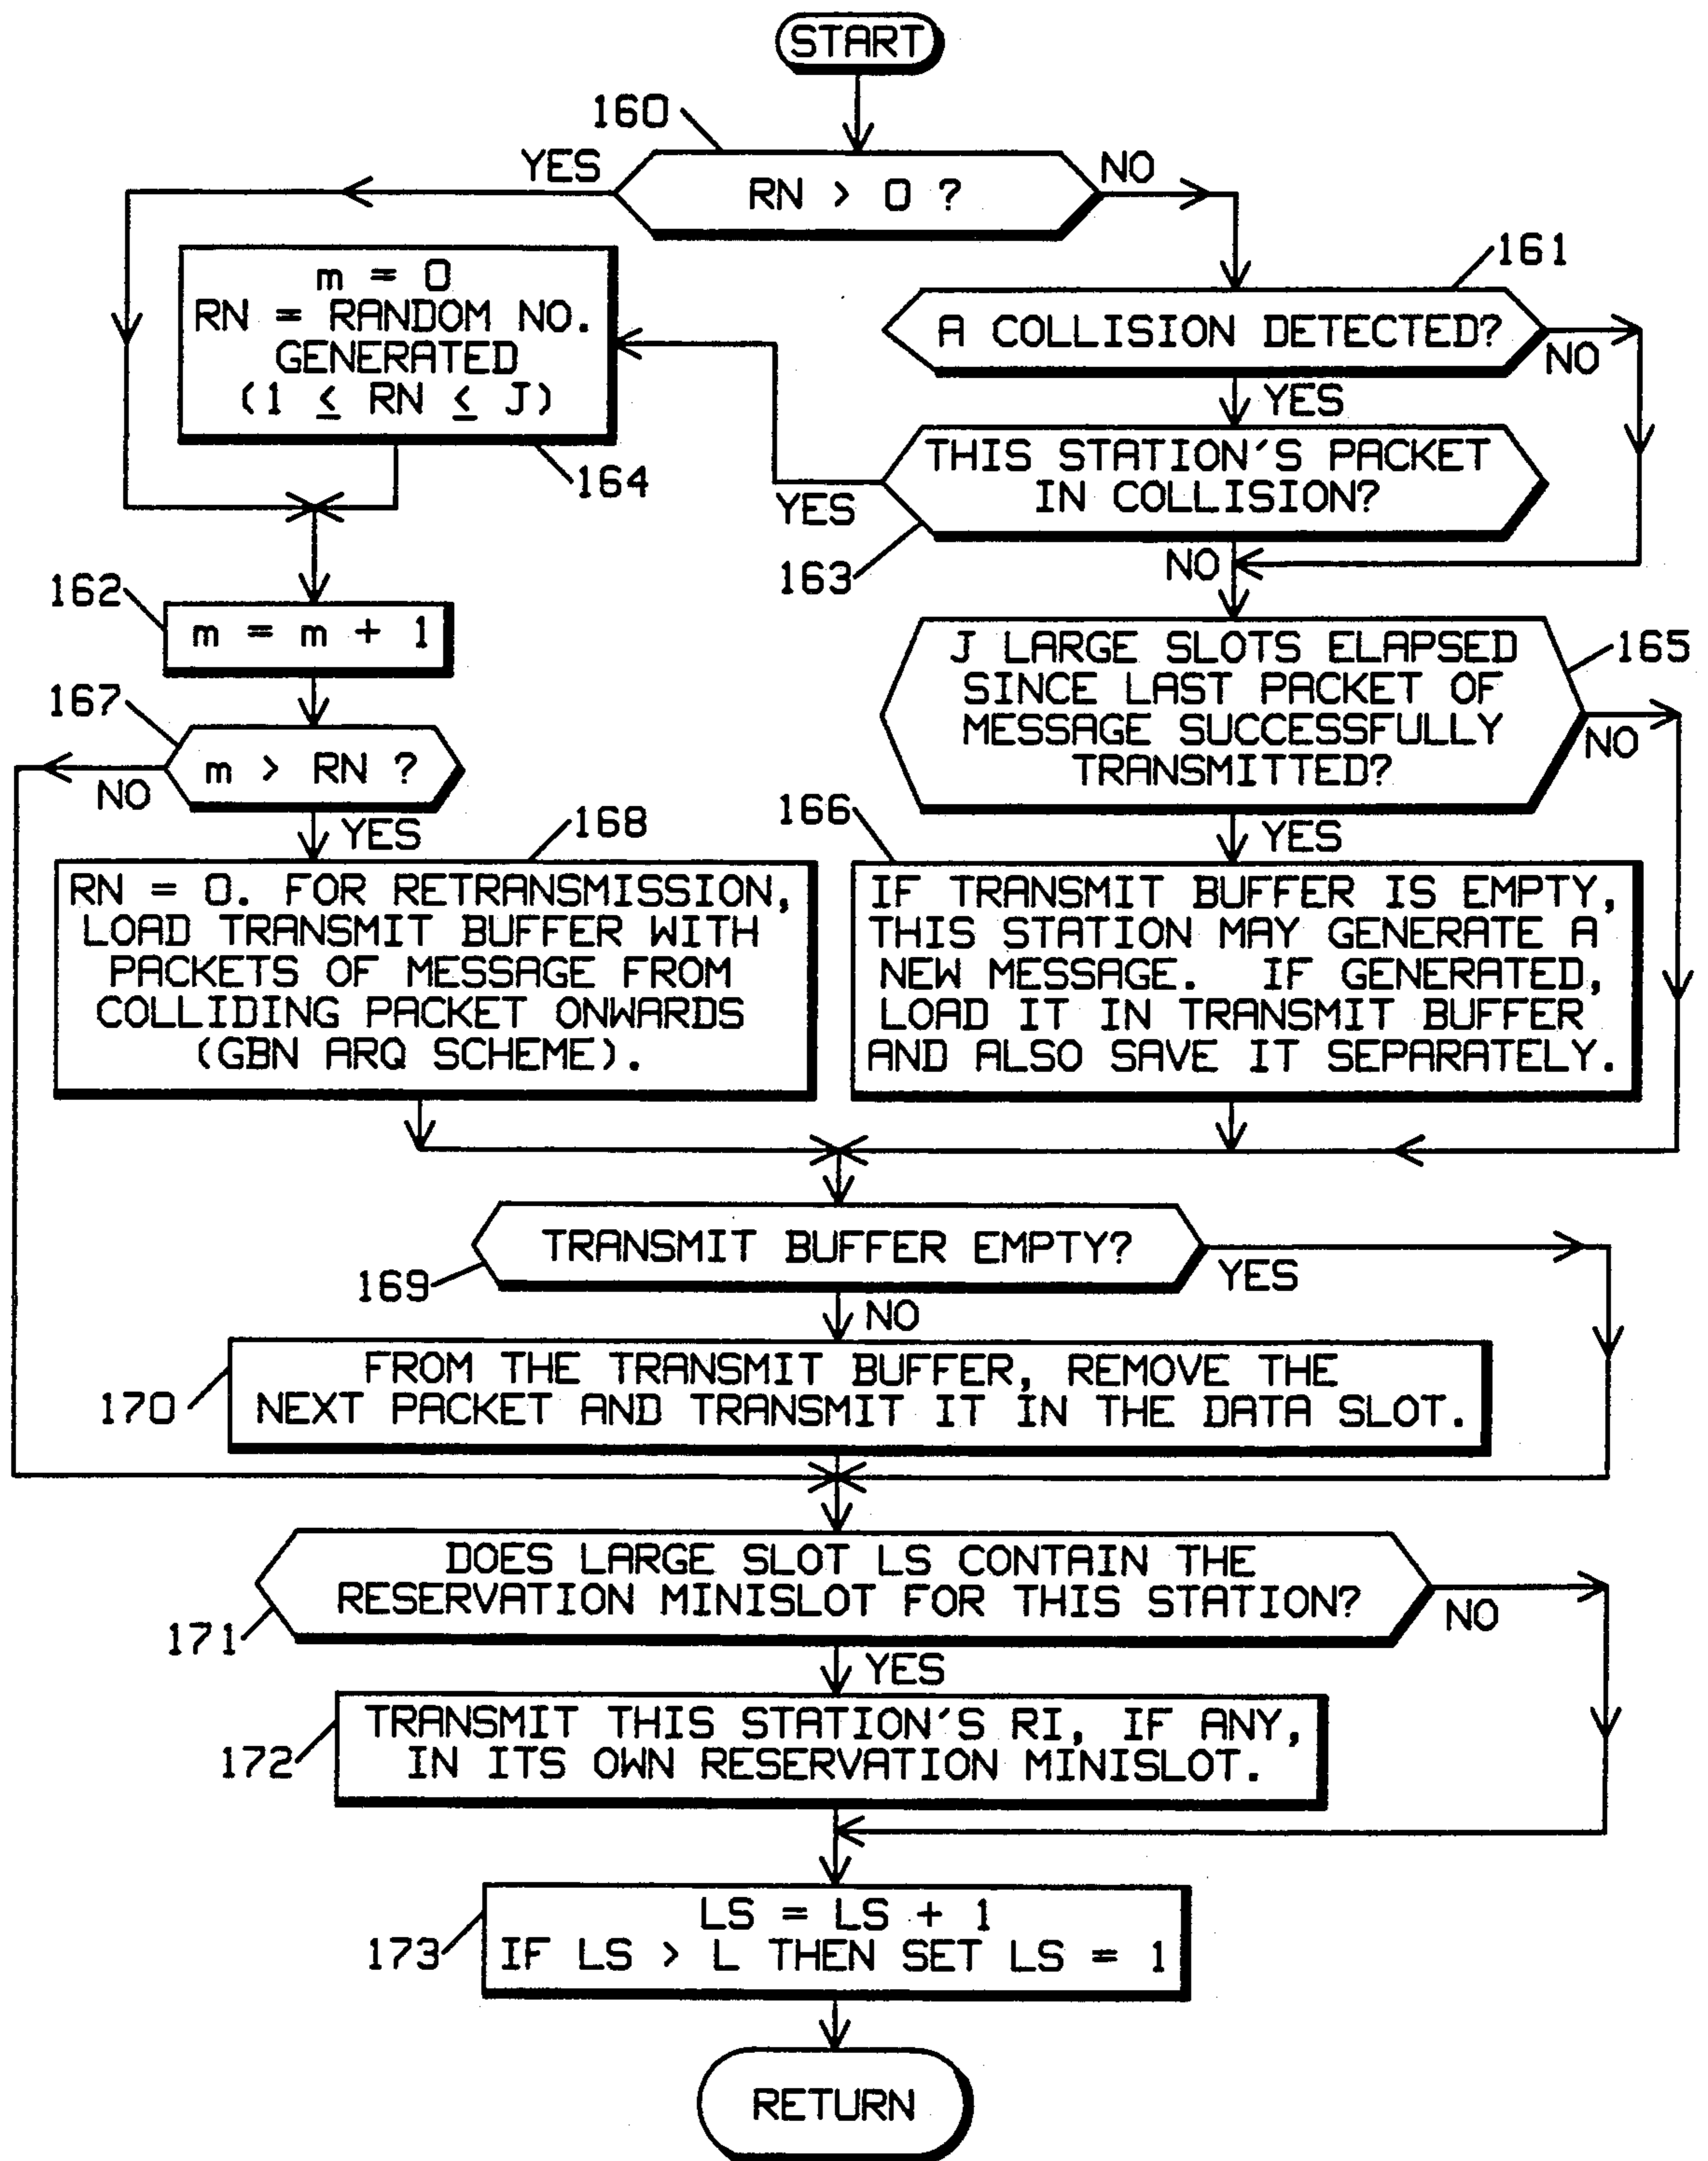 START
160
YES
RN > 0 ?
NO
161
m = 0
RN = RANDOM NO.
GENERATED
(1 ≤ RN ≤ J)
164
A COLLISION DETECTED?
NO
YES
THIS STATION'S PACKET
IN COLLISION?
YES
163
NO
162
m = m + 1
J LARGE SLOTS ELAPSED
SINCE LAST PACKET OF
MESSAGE SUCCESSFULLY
TRANSMITTED?
165
NO
167
m > RN ?
NO
YES
168
166
YES
RN = 0. FOR RETRANSMISSION,
LOAD TRANSMIT BUFFER WITH
PACKETS OF MESSAGE FROM
COLLIDING PACKET ONWARDS
(GBN ARQ SCHEME).
IF TRANSMIT BUFFER IS EMPTY,
THIS STATION MAY GENERATE A
NEW MESSAGE. IF GENERATED,
LOAD IT IN TRANSMIT BUFFER
AND ALSO SAVE IT SEPARATELY.
TRANSMIT BUFFER EMPTY?
169
YES
NO
FROM THE TRANSMIT BUFFER, REMOVE THE
NEXT PACKET AND TRANSMIT IT IN THE DATA SLOT.
170
DOES LARGE SLOT LS CONTAIN THE
RESERVATION MINISLOT FOR THIS STATION?
171
NO
YES
TRANSMIT THIS STATION'S RI, IF ANY,
IN ITS OWN RESERVATION MINISLOT.
172
LS = LS + 1
IF LS > L THEN SET LS = 1
173
RETURN